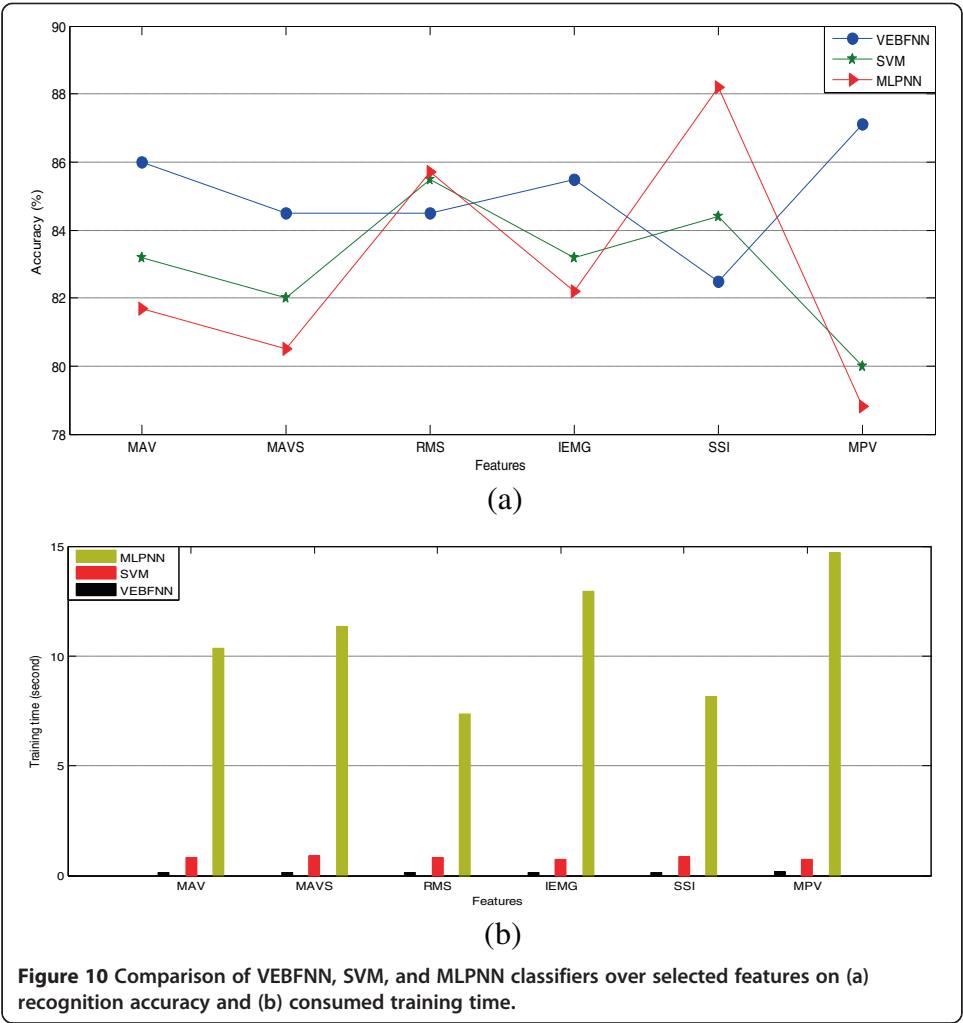 90
88
86
84
82
80
78
Accuracy (%)
VEBFNN
SVM
MLPNN
MAV MAVS RMS IEMG SSI MPV
Features
(a)
15
10
5
0
Training time (second)
MLPNN
SVM
VEBFNN
MAV MAVS RMS IEMG SSI MPV
Features
(b)
Figure 10 Comparison of VEBFNN, SVM, and MLPNN classifiers over selected features on (a)
recognition accuracy and (b) consumed training time.